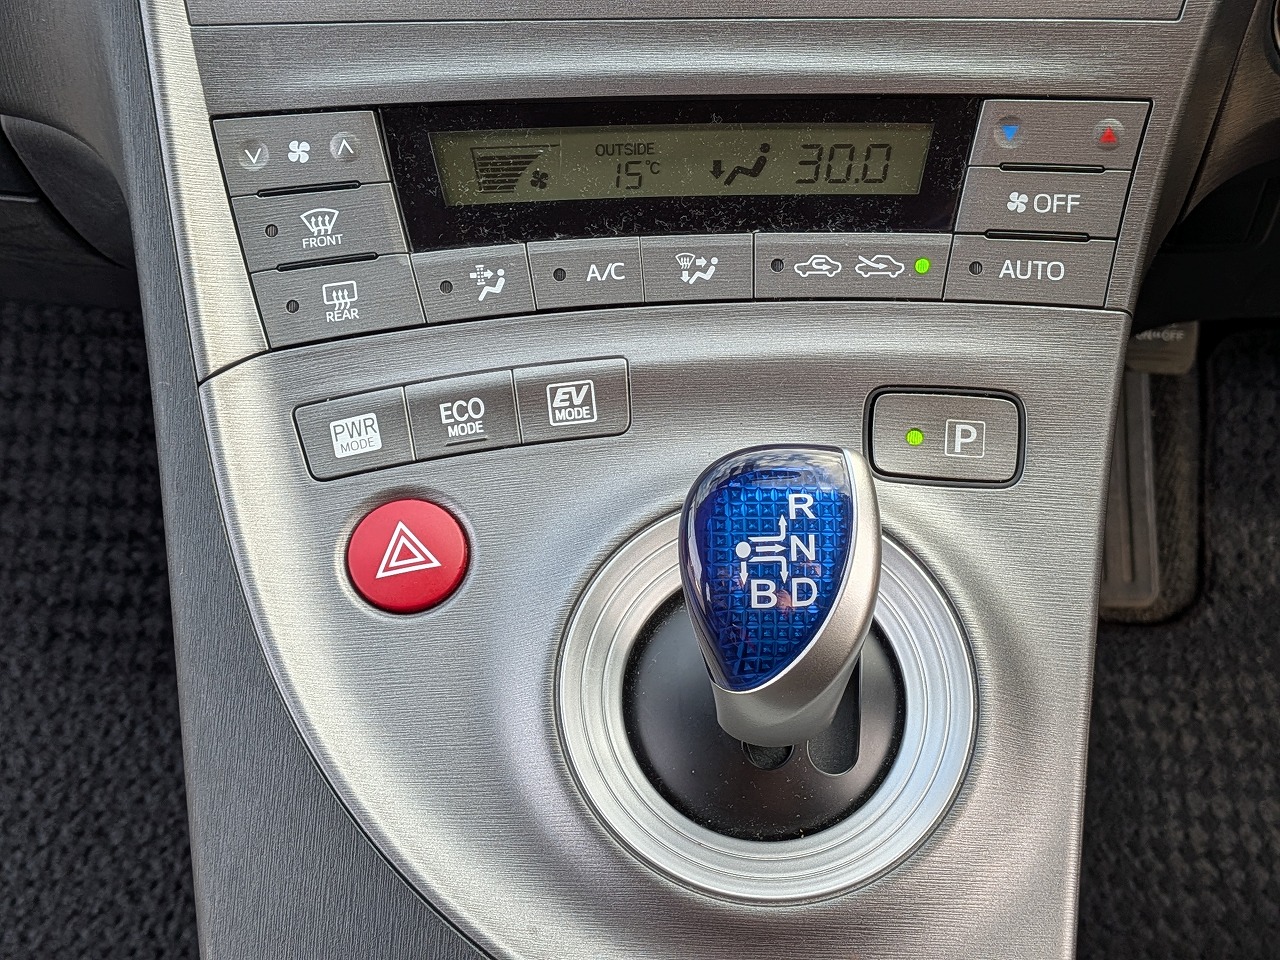 OUTSIDE
15°C
30.0
OFF
FRONT
REAR
A/C
AUTO
PWR
MODE
ECO
MODE
EV
MODE
P
R
N
B D